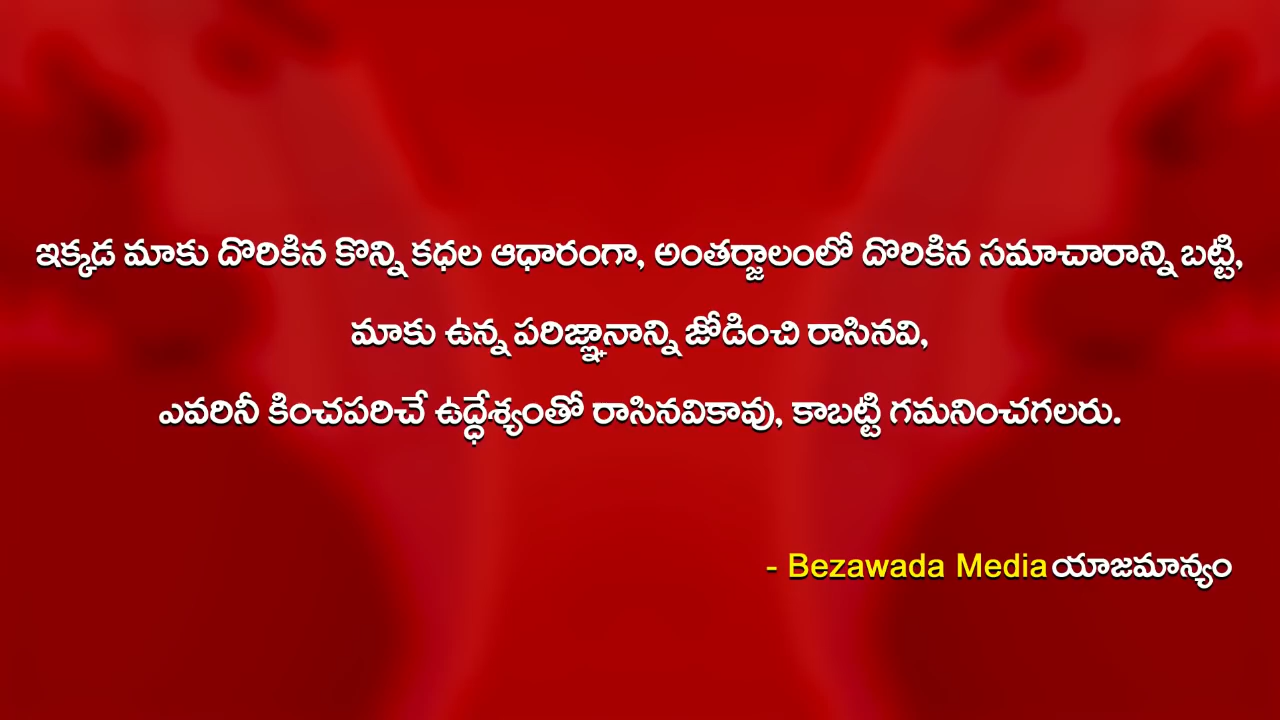 ఇక్కడ మాకు దొరికిన కొన్ని కధల ఆధారంగా, అంతర్జాలంలో దొరికిన సమాచారాన్ని బట్టి,
మాకు ఉన్న పరిజ్ఞానాన్ని జోడించి రాసినవి,
ఎవరినీ కించపరిచే ఉద్ధేశ్యంతో రాసినవికావు, కాబట్టి గమనించగలరు.
- Bezawada Media యాజమాన్యం